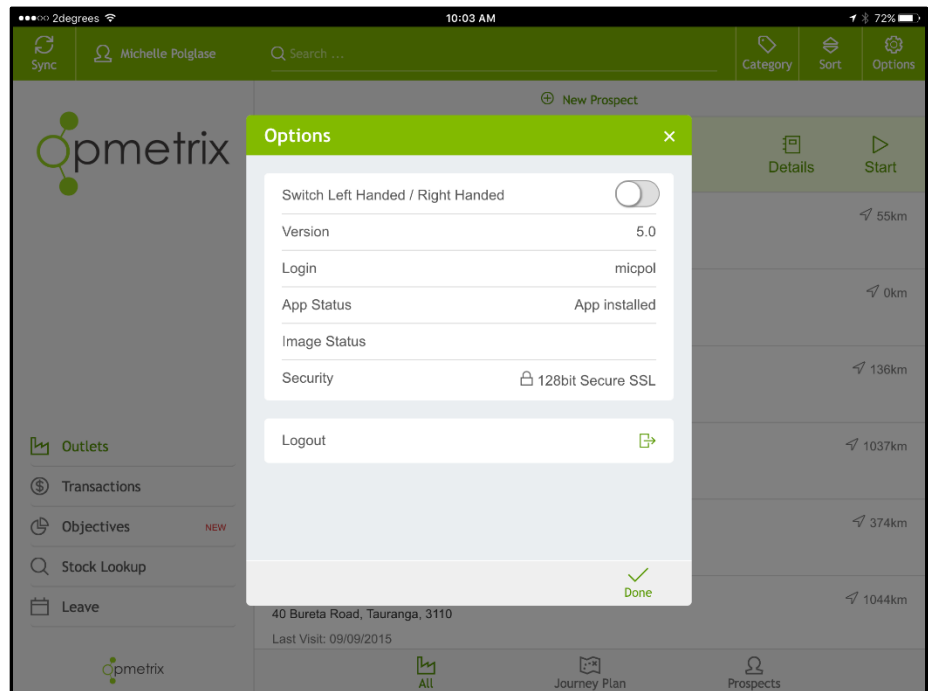 2degrees 10:03 AM 72%
Sync Michelle Polglase Search ... Category Sort Options
New Prospect
opmetrix
Options
Details Start
Switch Left Handed / Right Handed
Version 5.0
55km
Login micpol
App Status App installed
0km
Image Status
Security 128bit Secure SSL
136km
Logout
Outlets
1037km
Transactions
Objectives NEW
374km
Stock Lookup
Done
Leave
1044km
40 Bureta Road, Tauranga, 3110
Last Visit: 09/09/2015
opmetrix
All Journey Plan Prospects